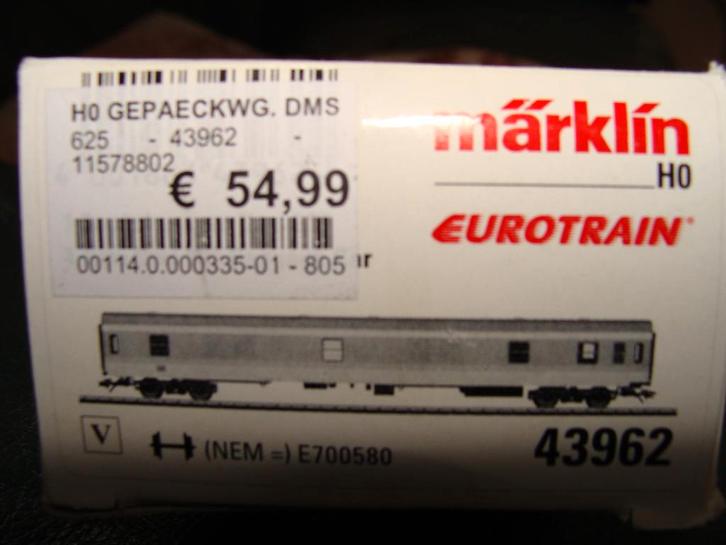 H0 GEPAECKWG. DMS
625 - 43962 -
11578802
€ 54,99
00114.0.000335-01 - 805
märklin
H0
EUROTRAIN®
V
(NEM =) E700580
43962